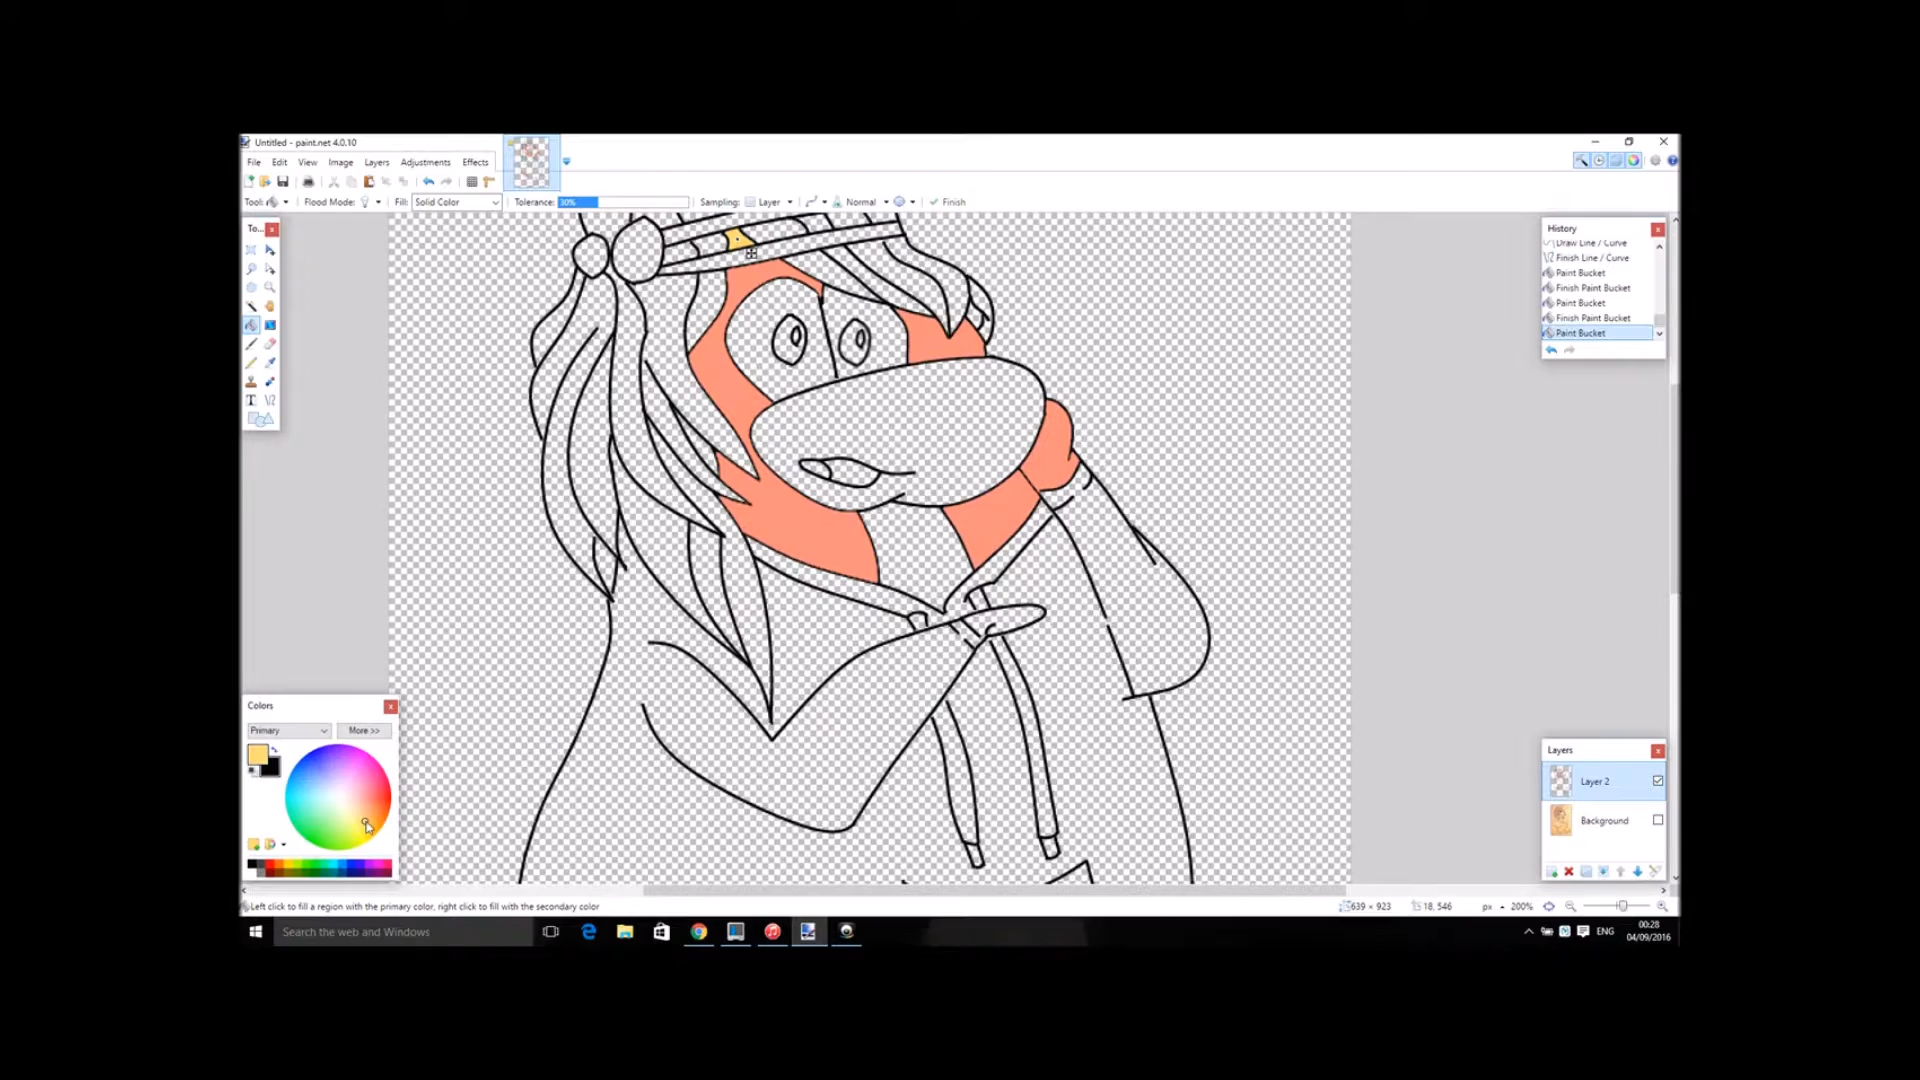 Untitled - paint.net 4.0.10
File Edit View Image Layers Adjustments Effects
Tool: Flood Mode: Fill: Solid Color Tolerance: 30% Sampling: Layer Normal Finish
To...
History
Draw Line / Curve
Finish Line / Curve
Paint Bucket
Finish Paint Bucket
Paint Bucket
Finish Paint Bucket
Paint Bucket
Colors
Primary More >>
Layers
Layer 2
Background
Left click to fill a region with the primary color, right click to fill with the secondary color
639 × 923 18, 546 px 200%
Search the web and Windows
ENG
00:28
04/09/2016